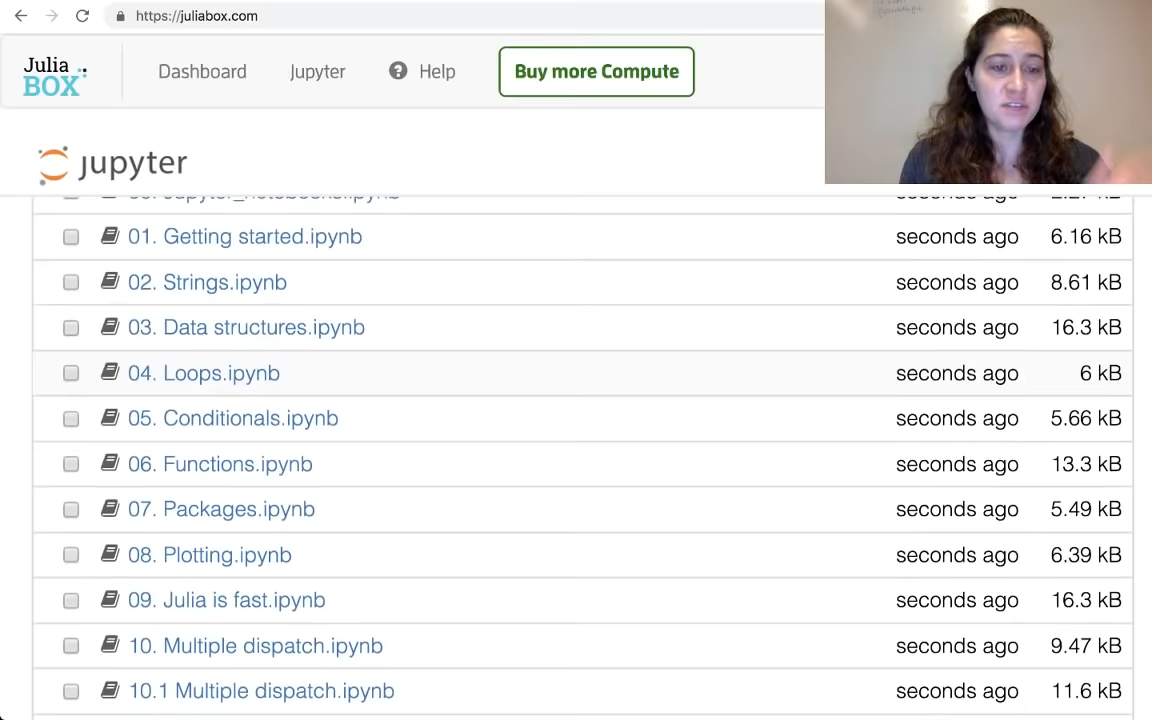 https://juliabox.com
Julia
BOX
Dashboard
Jupyter
? Help
Buy more Compute
jupyter
01. Getting started.ipynb seconds ago 6.16 kB
02. Strings.ipynb seconds ago 8.61 kB
03. Data structures.ipynb seconds ago 16.3 kB
04. Loops.ipynb seconds ago 6 kB
05. Conditionals.ipynb seconds ago 5.66 kB
06. Functions.ipynb seconds ago 13.3 kB
07. Packages.ipynb seconds ago 5.49 kB
08. Plotting.ipynb seconds ago 6.39 kB
09. Julia is fast.ipynb seconds ago 16.3 kB
10. Multiple dispatch.ipynb seconds ago 9.47 kB
10.1 Multiple dispatch.ipynb seconds ago 11.6 kB